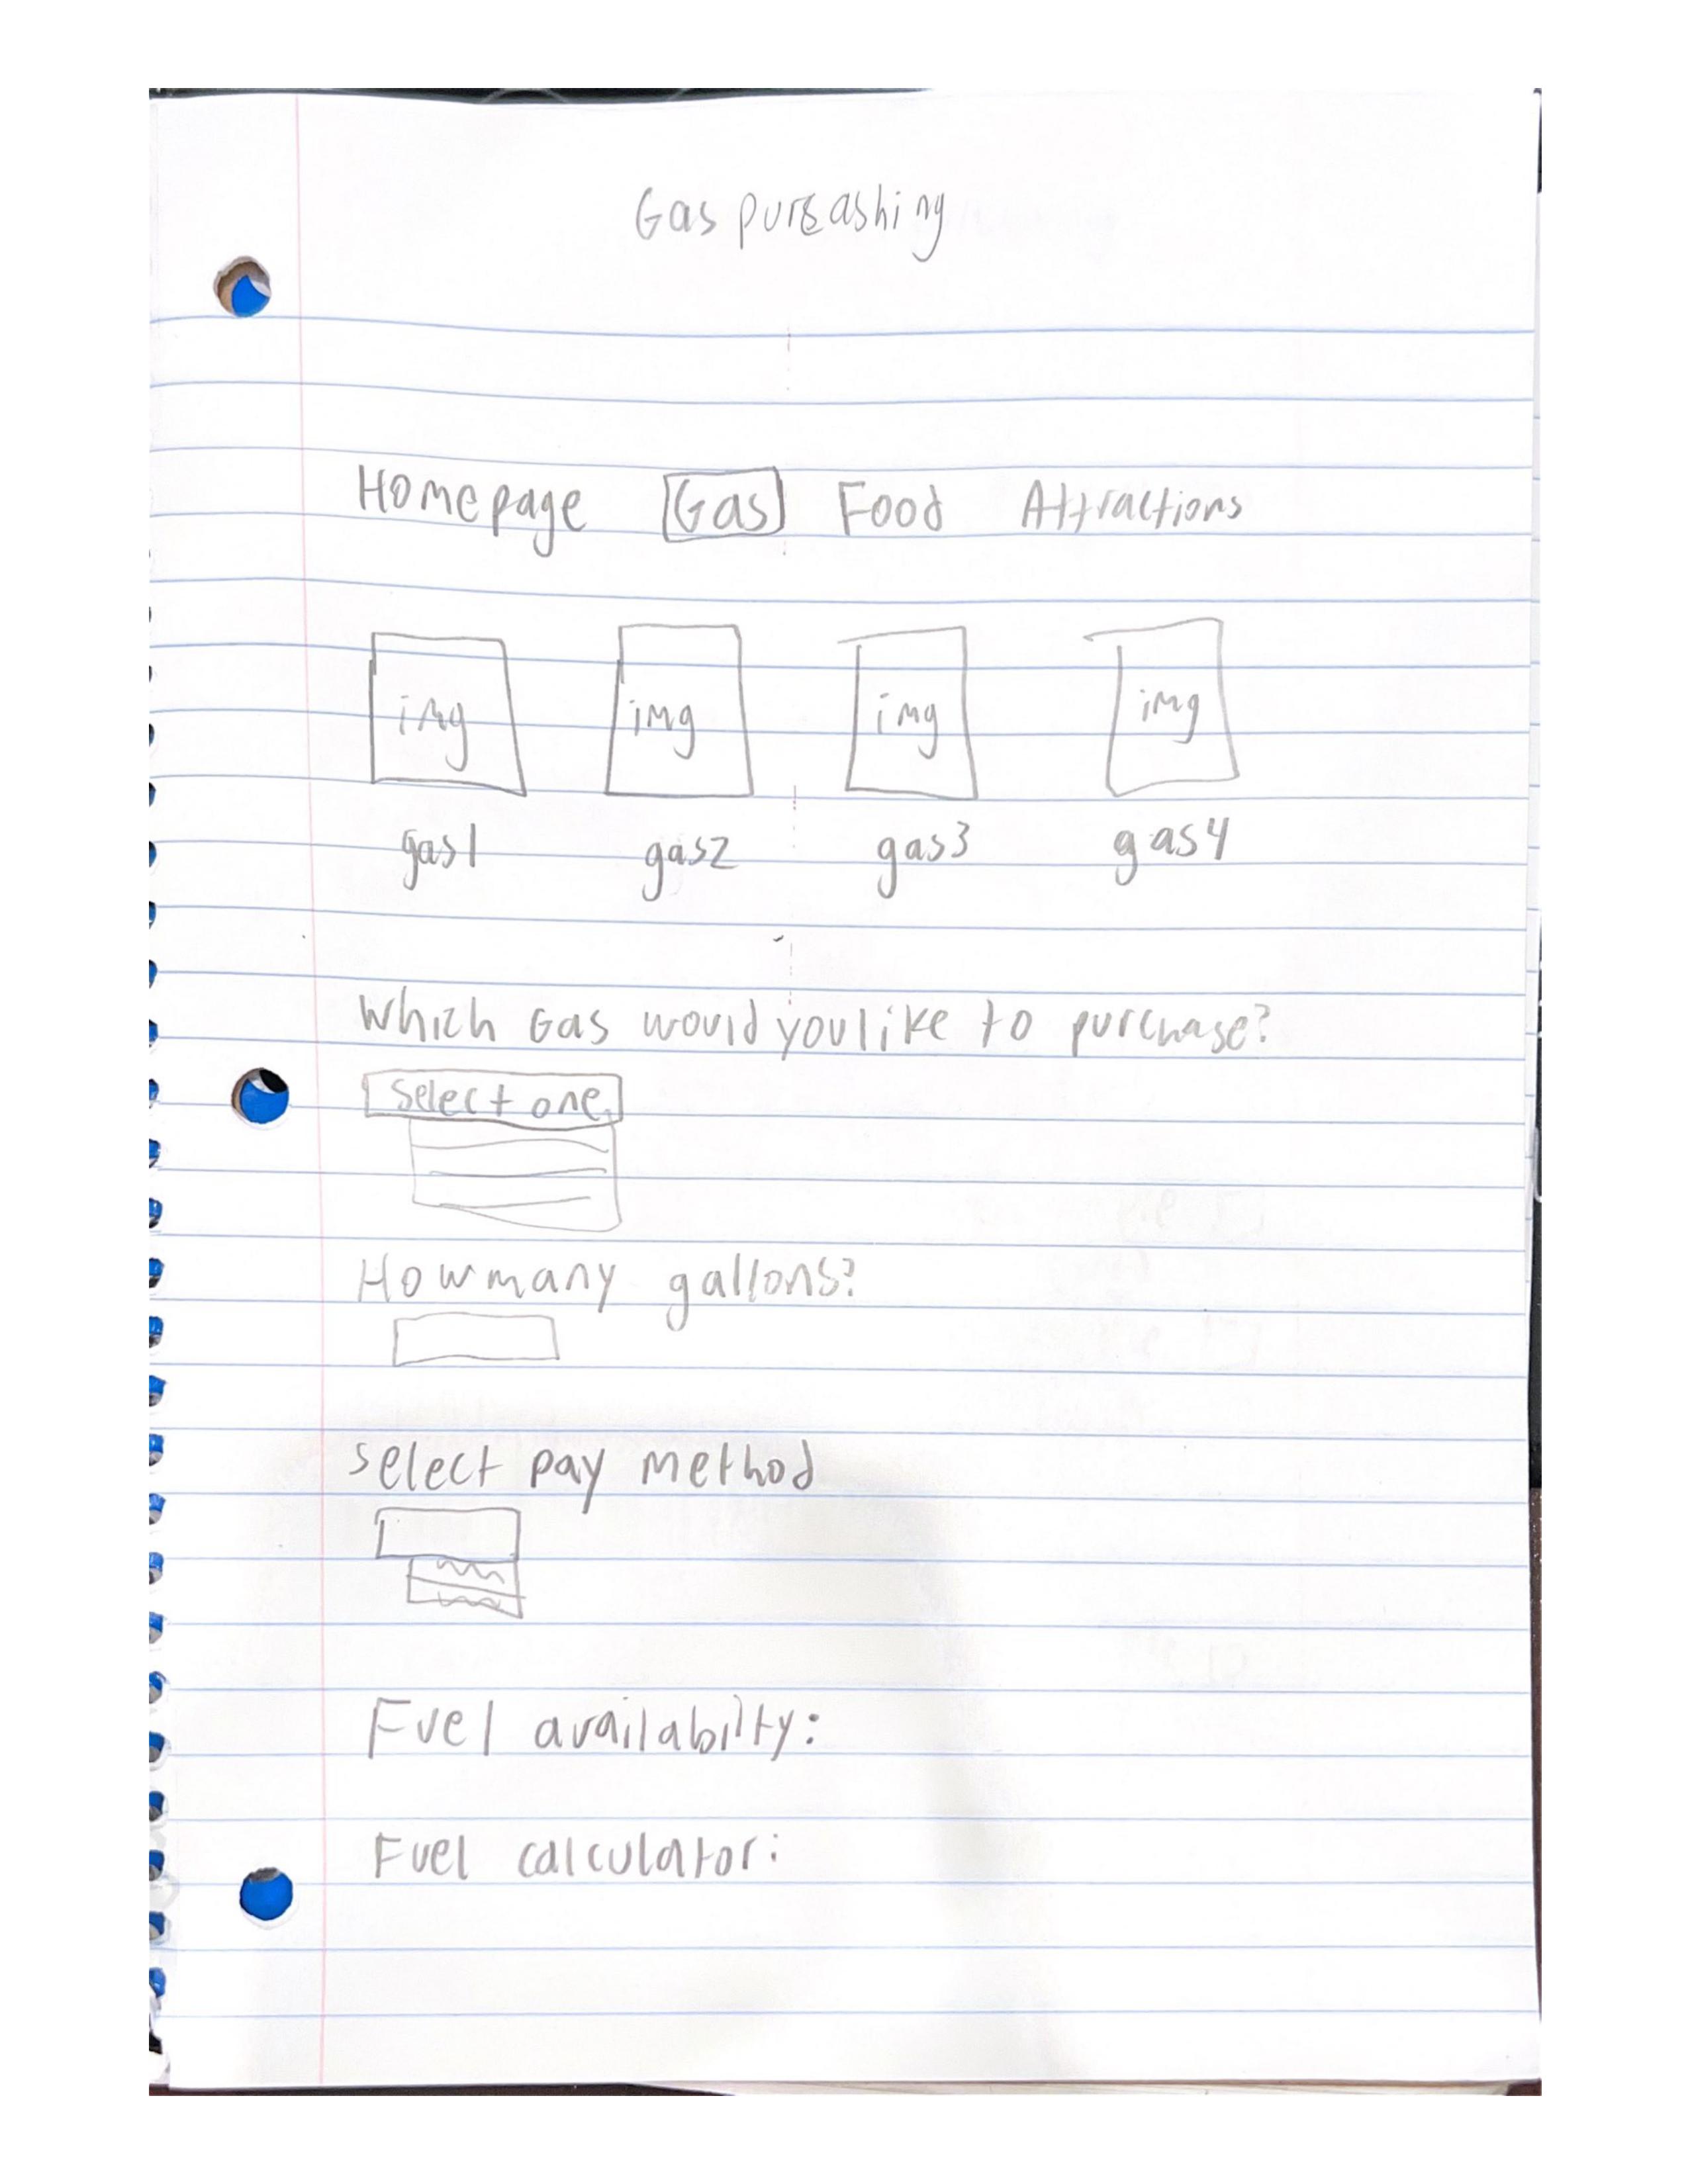 Gas purcashing
Homepage Gas Food Attractions
img img img img
gas1 gas2 gas3 gas4
Which Gas would you like to purchase?
Select one
How many gallons?
select pay method
Fuel availabilty:
Fuel calculator: